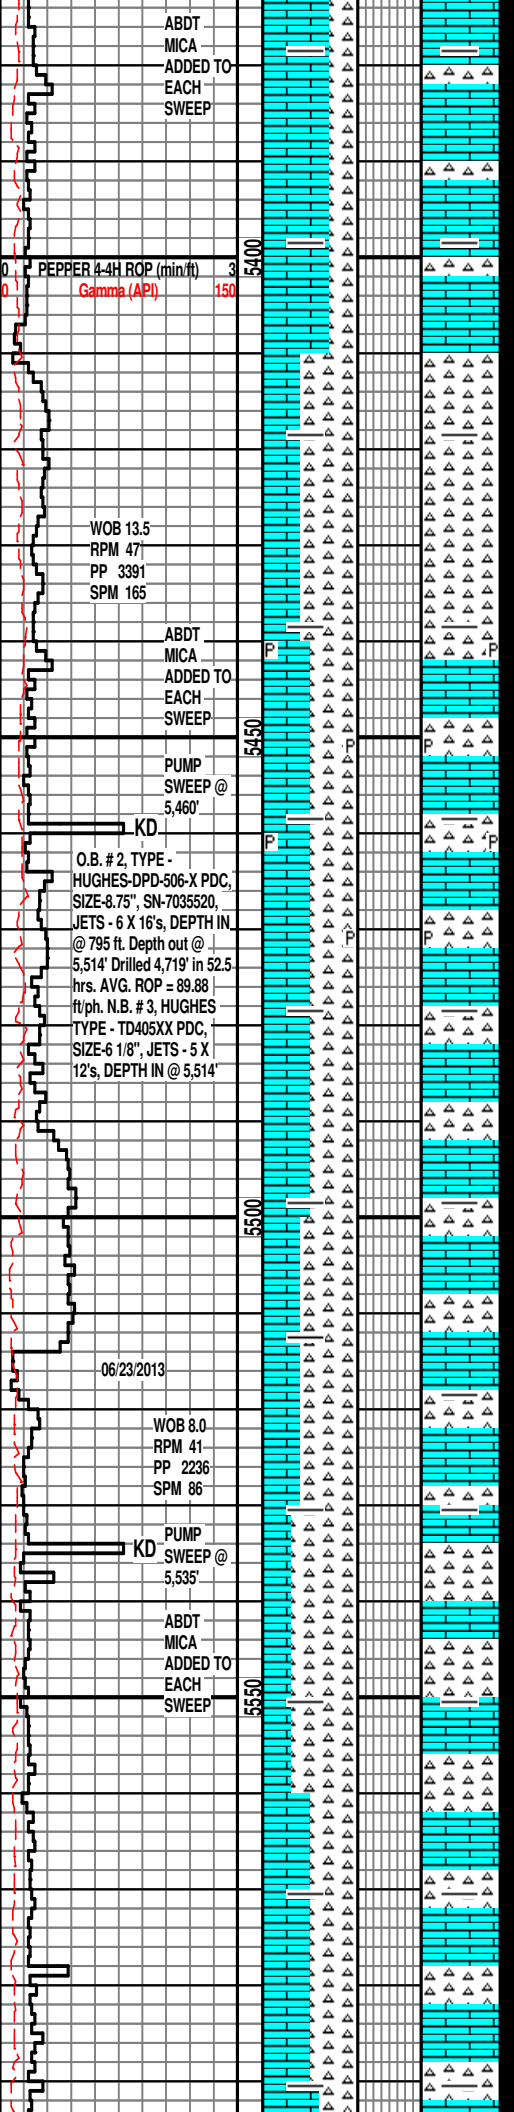 ABDT
MICA
ADDED TO
EACH
SWEEP
5400
0 PEPPER 4-4H ROP (min/ft) 3
0 Gamma (API) 150
WOB 13.5
RPM 47
PP 3391
SPM 165
ABDT
MICA
ADDED TO
EACH
SWEEP
P P
5450
P P
PUMP
SWEEP @
5,460'
KD
P P
O.B. # 2, TYPE -
HUGHES-DPD-506-X PDC,
SIZE-8.75", SN-7035520,
JETS - 6 X 16's, DEPTH IN
@ 795 ft. Depth out @
5,514' Drilled 4,719' in 52.5
hrs. AVG. ROP = 89.88
ft/ph. N.B. # 3, HUGHES
TYPE - TD405XX PDC,
SIZE-6 1/8", JETS - 5 X
12's, DEPTH IN @ 5,514'
P P
5500
06/23/2013
WOB 8.0
RPM 41
PP 2236
SPM 86
PUMP
KD SWEEP @
5,535'
ABDT
MICA
ADDED TO
EACH
SWEEP
5550